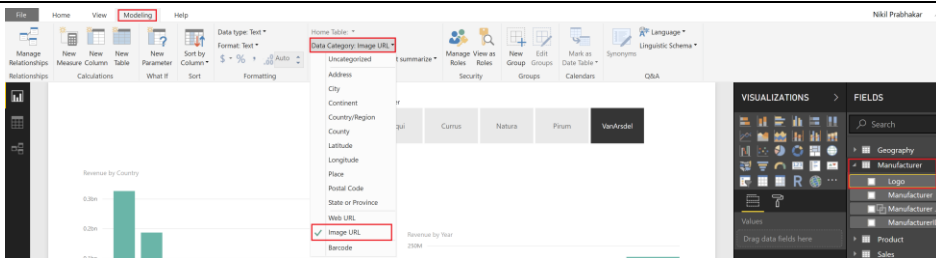 File Home View Modeling Help Nikil Prabhakar
Data type: Text Home Table:
Format: Text Data Category: Image URL
$ % , Auto t summarize
Language
Linguistic Schema
Manage Relationships
New Measure
New Column
New Table
New Parameter
Sort by Column
Manage Roles
View as Roles
New Group
Edit Groups
Mark as Date Table
Synonyms
Relationships Calculations What If Sort Formatting Security Groups Calendars Q&A
Uncategorized
Address
City
Continent
Country/Region
County
Latitude
Longitude
Place
Postal Code
State or Province
Web URL
Image URL
Barcode
er
qui Currus Natura Pirum VanArsdel
Revenue by Country
0.3bn
0.2bn
Revenue by Year
250M
VISUALIZATIONS
R
Values
Drag data fields here
FIELDS
Search
Geography
Manufacturer
Logo
Manufacturer
Manufacturer
Product
Sales